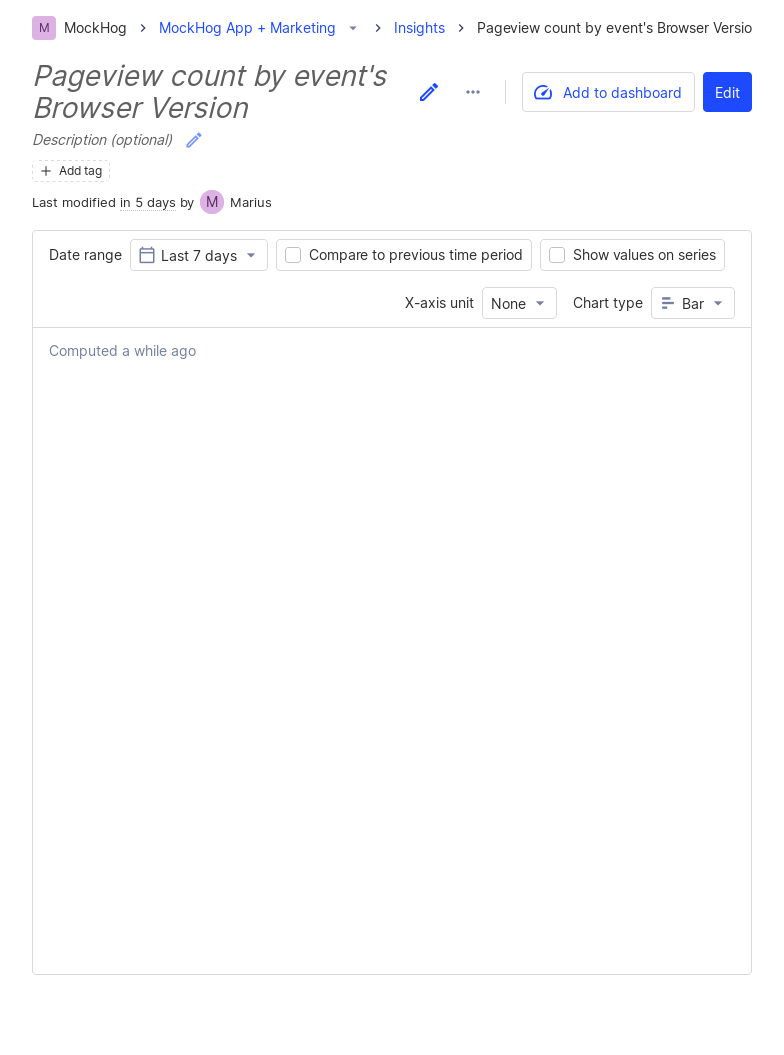 M MockHog > MockHog App + Marketing > Insights > Pageview count by event's Browser Versio
Pageview count by event's
Browser Version
Add to dashboard
Edit
Description (optional)
Add tag
Last modified in 5 days by M Marius
Date range Last 7 days Compare to previous time period Show values on series
X-axis unit None Chart type Bar
Computed a while ago